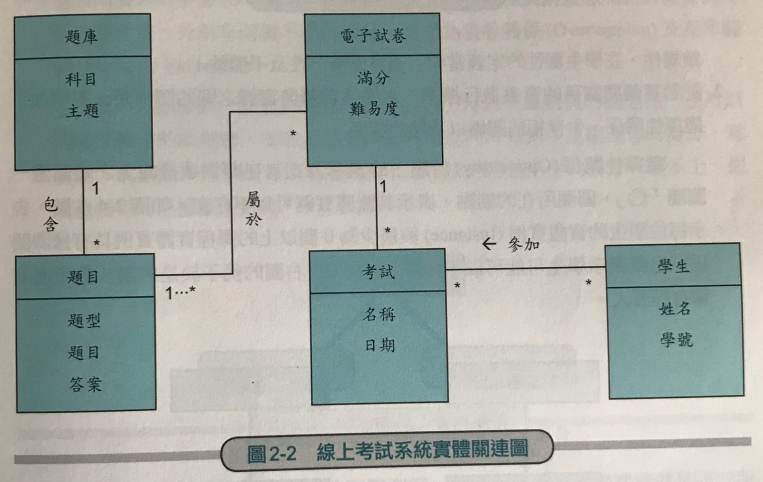 題庫
科目
主題
電子試卷
滿分
難易度
*
1
包含
*
屬於
1
*
題目
題型
題目
答案
1…*
考試
名稱
日期
← 參加
*
*
學生
姓名
學號
圖2-2 線上考試系統實體關連圖